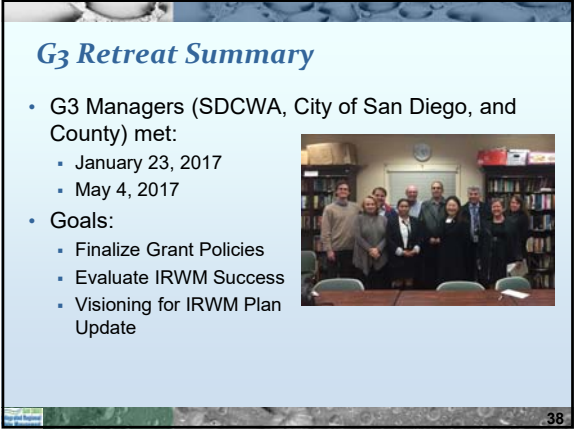 G3 Retreat Summary
• G3 Managers (SDCWA, City of San Diego, and
County) met:
▪ January 23, 2017
▪ May 4, 2017
• Goals:
▪ Finalize Grant Policies
▪ Evaluate IRWM Success
▪ Visioning for IRWM Plan
Update
38